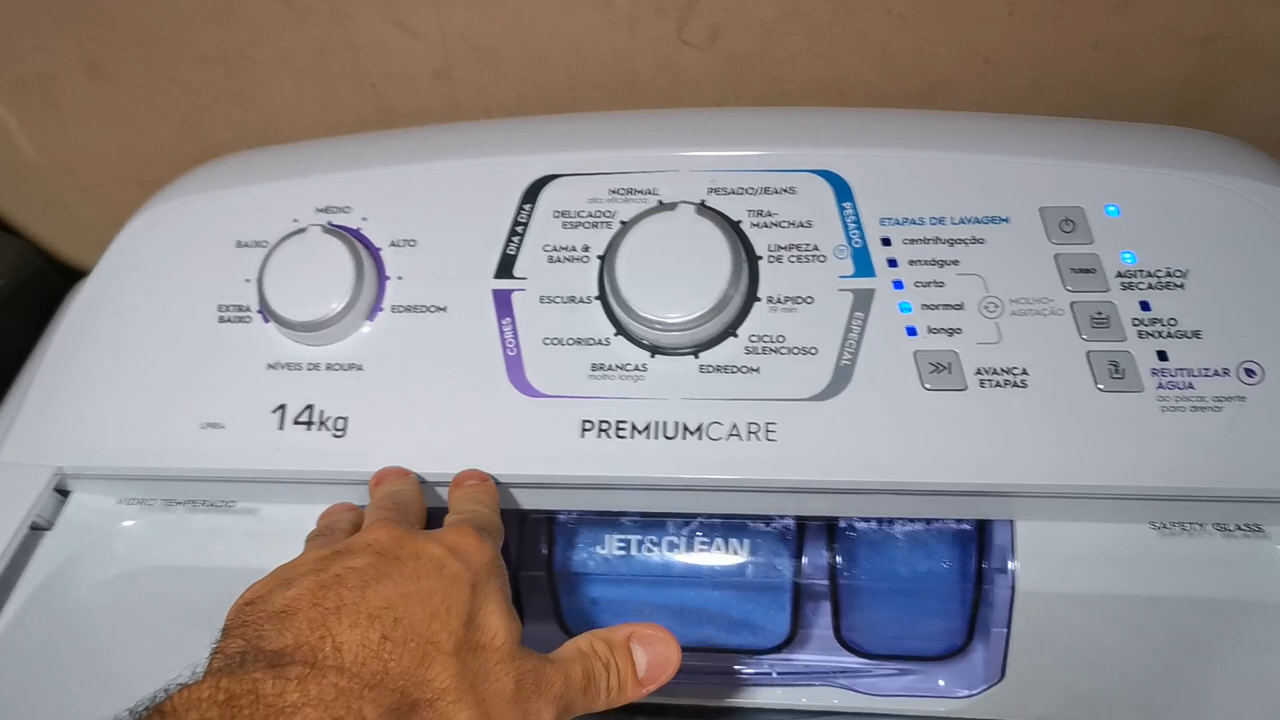 MÉDIO
BAIXO
ALTO
EXTRA
BAIXO
EDREDOM
NÍVEIS DE ROUPA
14kg
DIA A DIA
NORMAL
alta eficiência
DELICADO/
ESPORTE
CAMA &
BANHO
CORES
ESCURAS
COLORIDAS
BRANCAS
molho longo
PESADO
PESADO/JEANS
TIRA-
MANCHAS
LIMPEZA
DE CESTO
ESPECIAL
RÁPIDO
19 min
CICLO
SILENCIOSO
EDREDOM
PREMIUMCARE
ETAPAS DE LAVAGEM
centrifugação
enxágue
curto
normal
longo
MOLHO-
AGITAÇÃO
AVANÇA
ETAPAS
TURBO
AGITAÇÃO/
SECAGEM
DUPLO
ENXÁGUE
REUTILIZAR
ÁGUA
ao piscar, aperte
para drenar
VIDRO TEMPERADO
SAFETY GLASS
JET&CLEAN